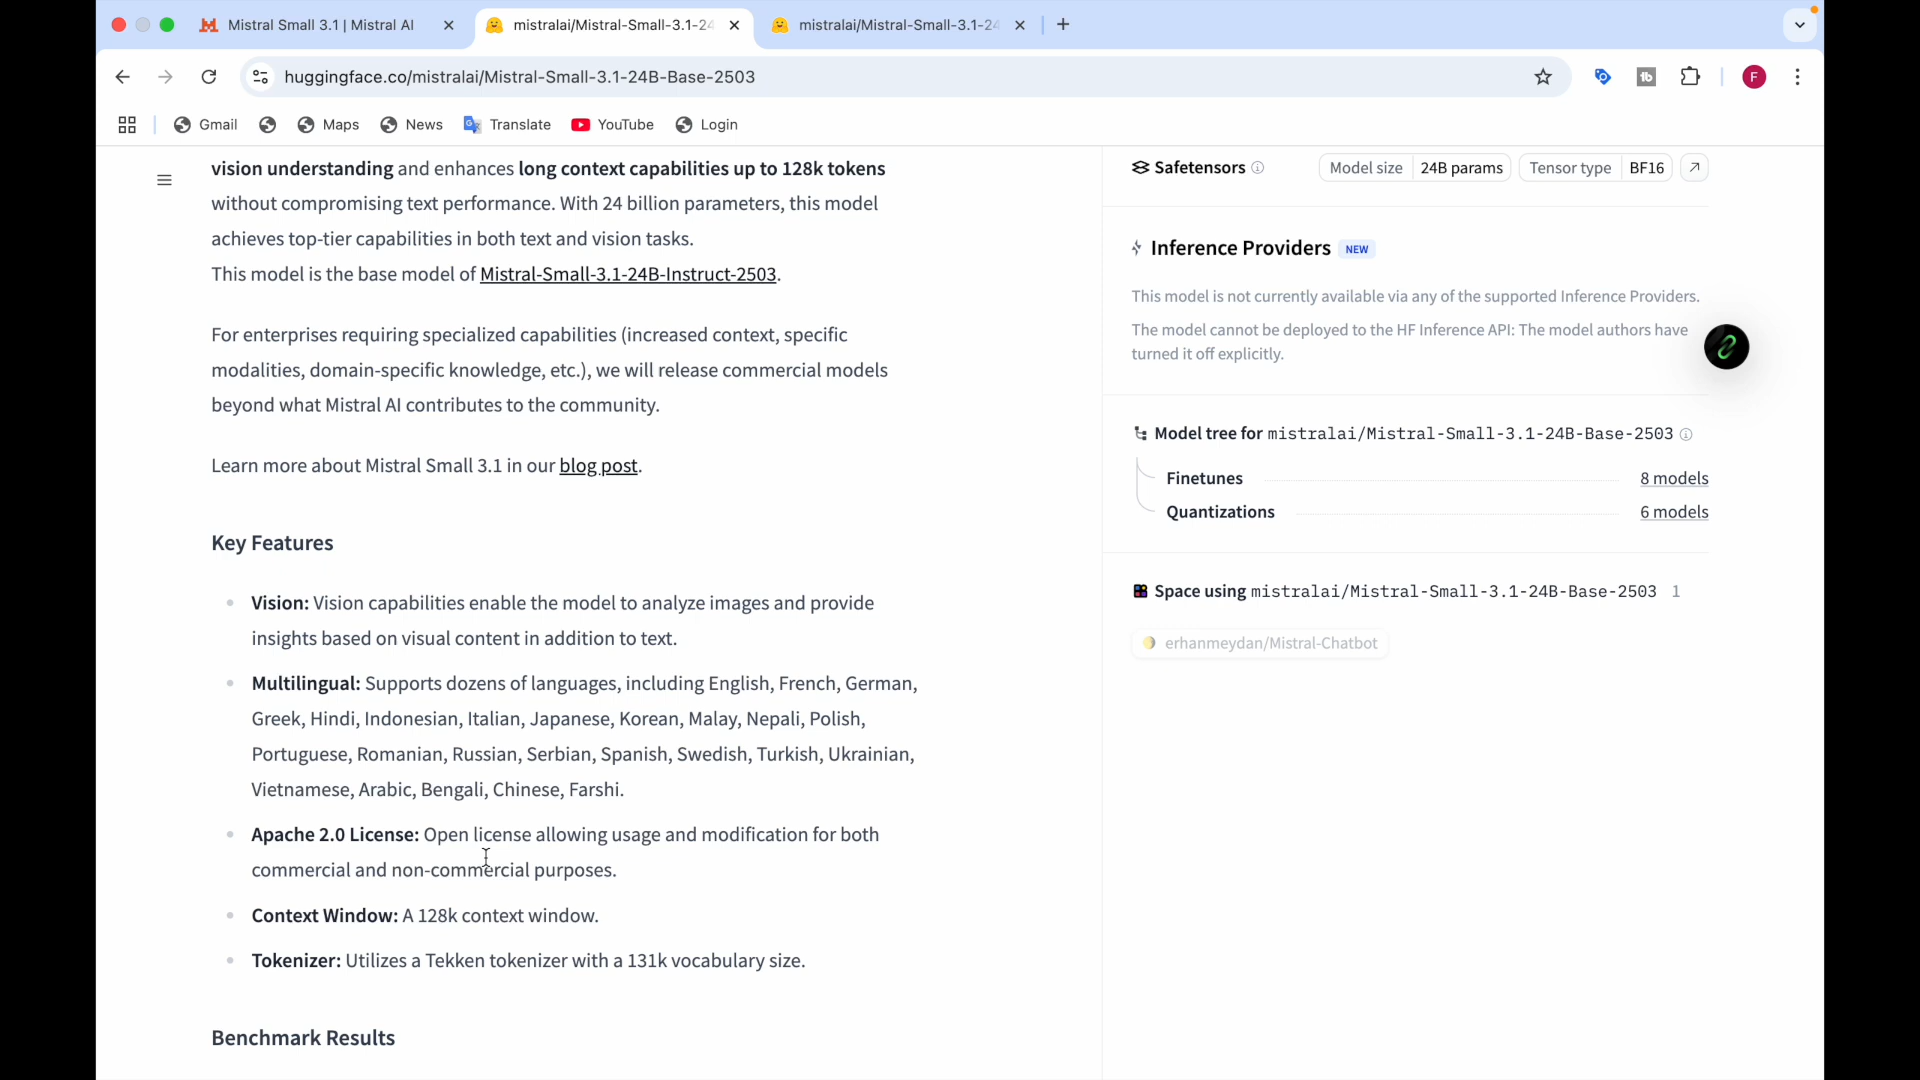 Mistral Small 3.1 | Mistral AI
mistralai/Mistral-Small-3.1-24
mistralai/Mistral-Small-3.1-24
huggingface.co/mistralai/Mistral-Small-3.1-24B-Base-2503
F
Gmail
Maps
News
Translate
YouTube
Login
vision understanding and enhances long context capabilities up to 128k tokens
without compromising text performance. With 24 billion parameters, this model
achieves top-tier capabilities in both text and vision tasks.
This model is the base model of Mistral-Small-3.1-24B-Instruct-2503.
For enterprises requiring specialized capabilities (increased context, specific
modalities, domain-specific knowledge, etc.), we will release commercial models
beyond what Mistral AI contributes to the community.
Learn more about Mistral Small 3.1 in our blog post.
Key Features
Vision: Vision capabilities enable the model to analyze images and provide
insights based on visual content in addition to text.
Multilingual: Supports dozens of languages, including English, French, German,
Greek, Hindi, Indonesian, Italian, Japanese, Korean, Malay, Nepali, Polish,
Portuguese, Romanian, Russian, Serbian, Spanish, Swedish, Turkish, Ukrainian,
Vietnamese, Arabic, Bengali, Chinese, Farshi.
Apache 2.0 License: Open license allowing usage and modification for both
commercial and non-commercial purposes.
Context Window: A 128k context window.
Tokenizer: Utilizes a Tekken tokenizer with a 131k vocabulary size.
Benchmark Results
Safetensors
Model size 24B params
Tensor type BF16
Inference Providers NEW
This model is not currently available via any of the supported Inference Providers.
The model cannot be deployed to the HF Inference API: The model authors have
turned it off explicitly.
Model tree for mistralai/Mistral-Small-3.1-24B-Base-2503
Finetunes 8 models
Quantizations 6 models
Space using mistralai/Mistral-Small-3.1-24B-Base-2503 1
erhanmeydan/Mistral-Chatbot